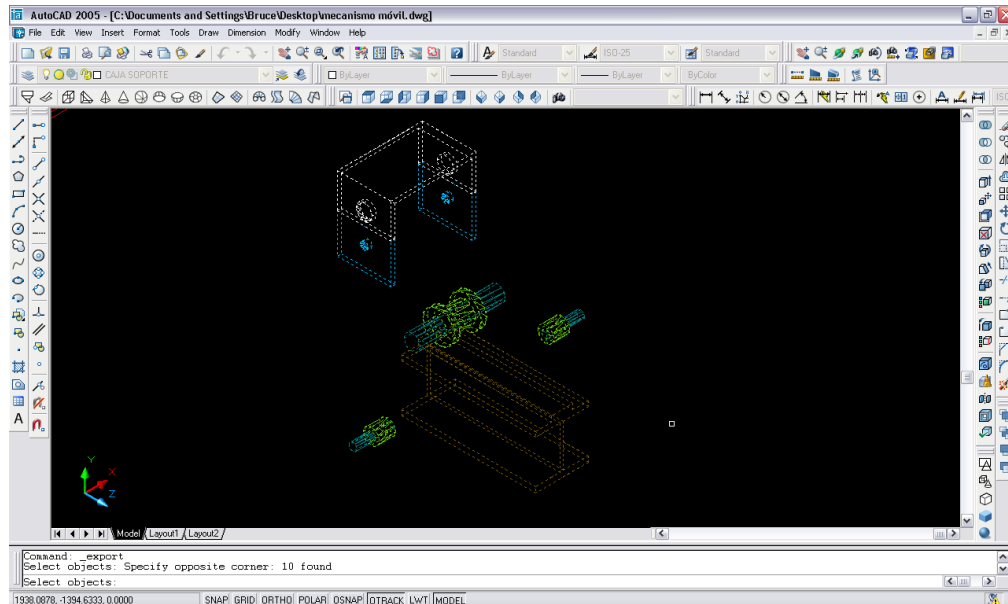 AutoCAD 2005 - [C:\Documents and Settings\Bruce\Desktop\mecanismo móvil.dwg]
File Edit View Insert Format Tools Draw Dimension Modify Window Help
Standard ISO-25 Standard
CAJA SOPORTE ByLayer ByLayer ByLayer ByColor
ISO
A
Y
X
Z
Model Layout1 Layout2
Command: _export
Select objects: Specify opposite corner: 10 found
Select objects:
1938.0878, -1394.6333, 0.0000 SNAP GRID ORTHO POLAR OSNAP OTRACK LWT MODEL